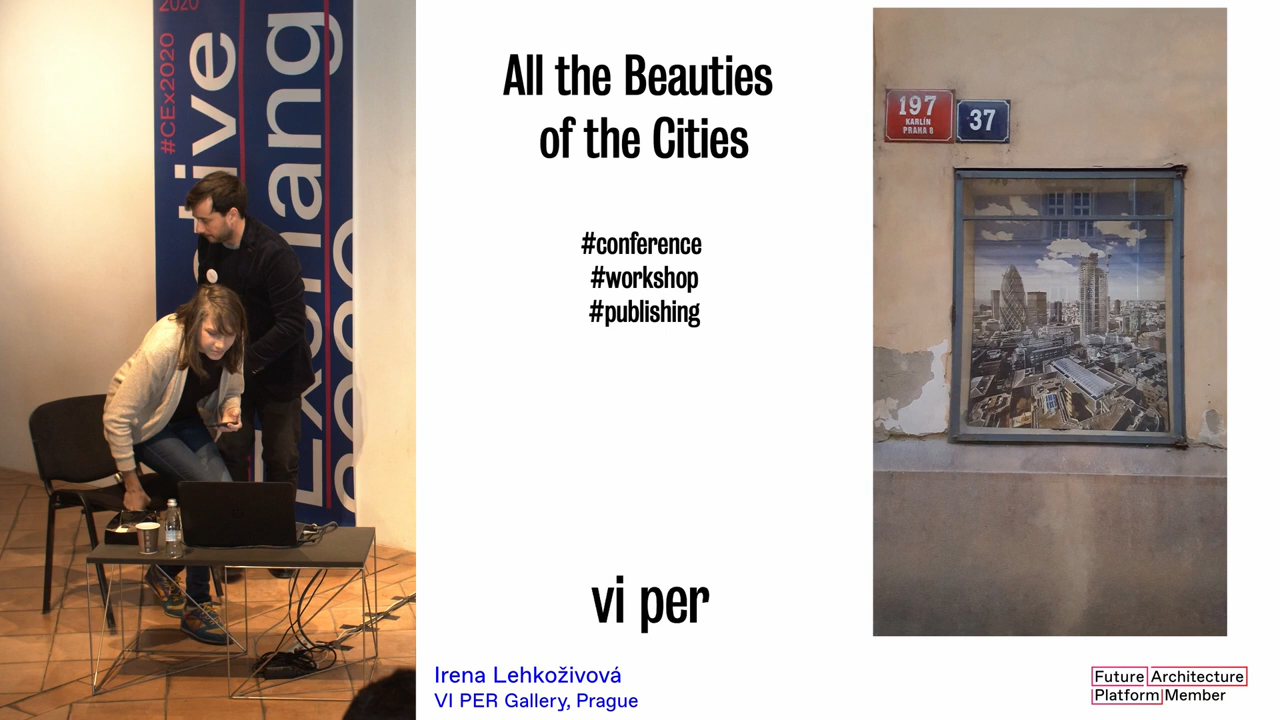 2020
#CEx2020
All the Beauties
of the Cities
#conference
#workshop
#publishing
vi per
Irena Lehkoživová
VI PER Gallery, Prague
197
KARLÍN
PRAHA 8
37
Future Architecture
Platform Member